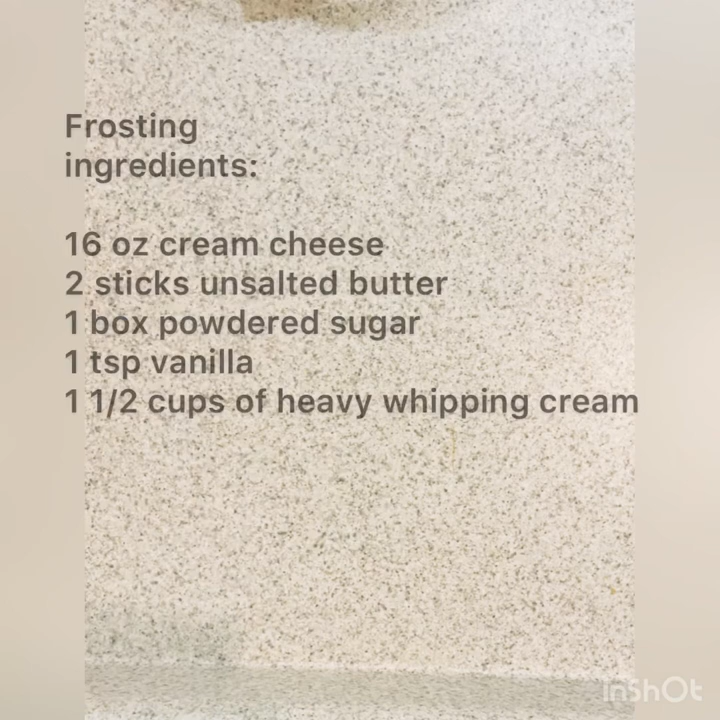 Frosting
ingredients:
16 oz cream cheese
2 sticks unsalted butter
1 box powdered sugar
1 tsp vanilla
1 1/2 cups of heavy whipping cream
InShOt